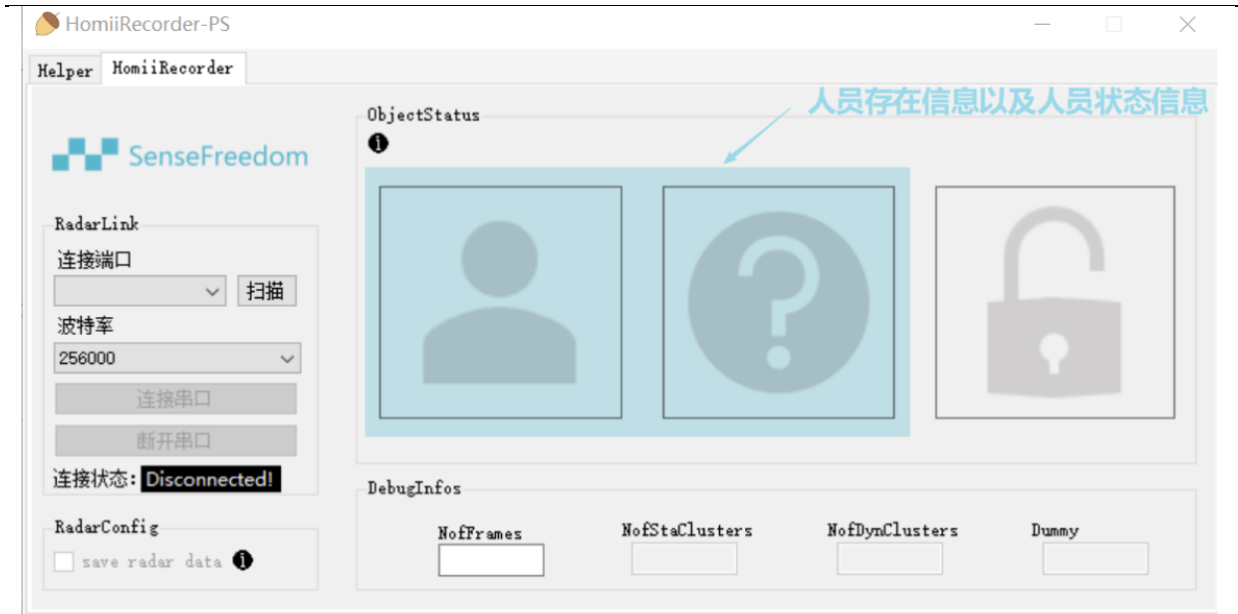 HomiiRecorder-PS
Helper HomiiRecorder
人员存在信息以及人员状态信息
ObjectStatus
SenseFreedom
RadarLink
连接端口
扫描
波特率
256000
连接串口
断开串口
连接状态: Disconnected!
DebugInfos
RadarConfig
NofFrames NofStaClusters NofDynClusters Dummy
save radar data